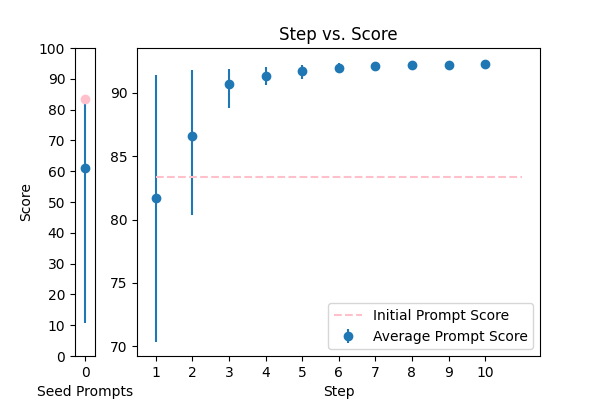 Step vs. Score
Score
100
90
80
70
60
50
40
30
20
10
0
0
Seed Prompts
90
85
80
75
70
1 2 3 4 5 6 7 8 9 10
Step
Initial Prompt Score
Average Prompt Score